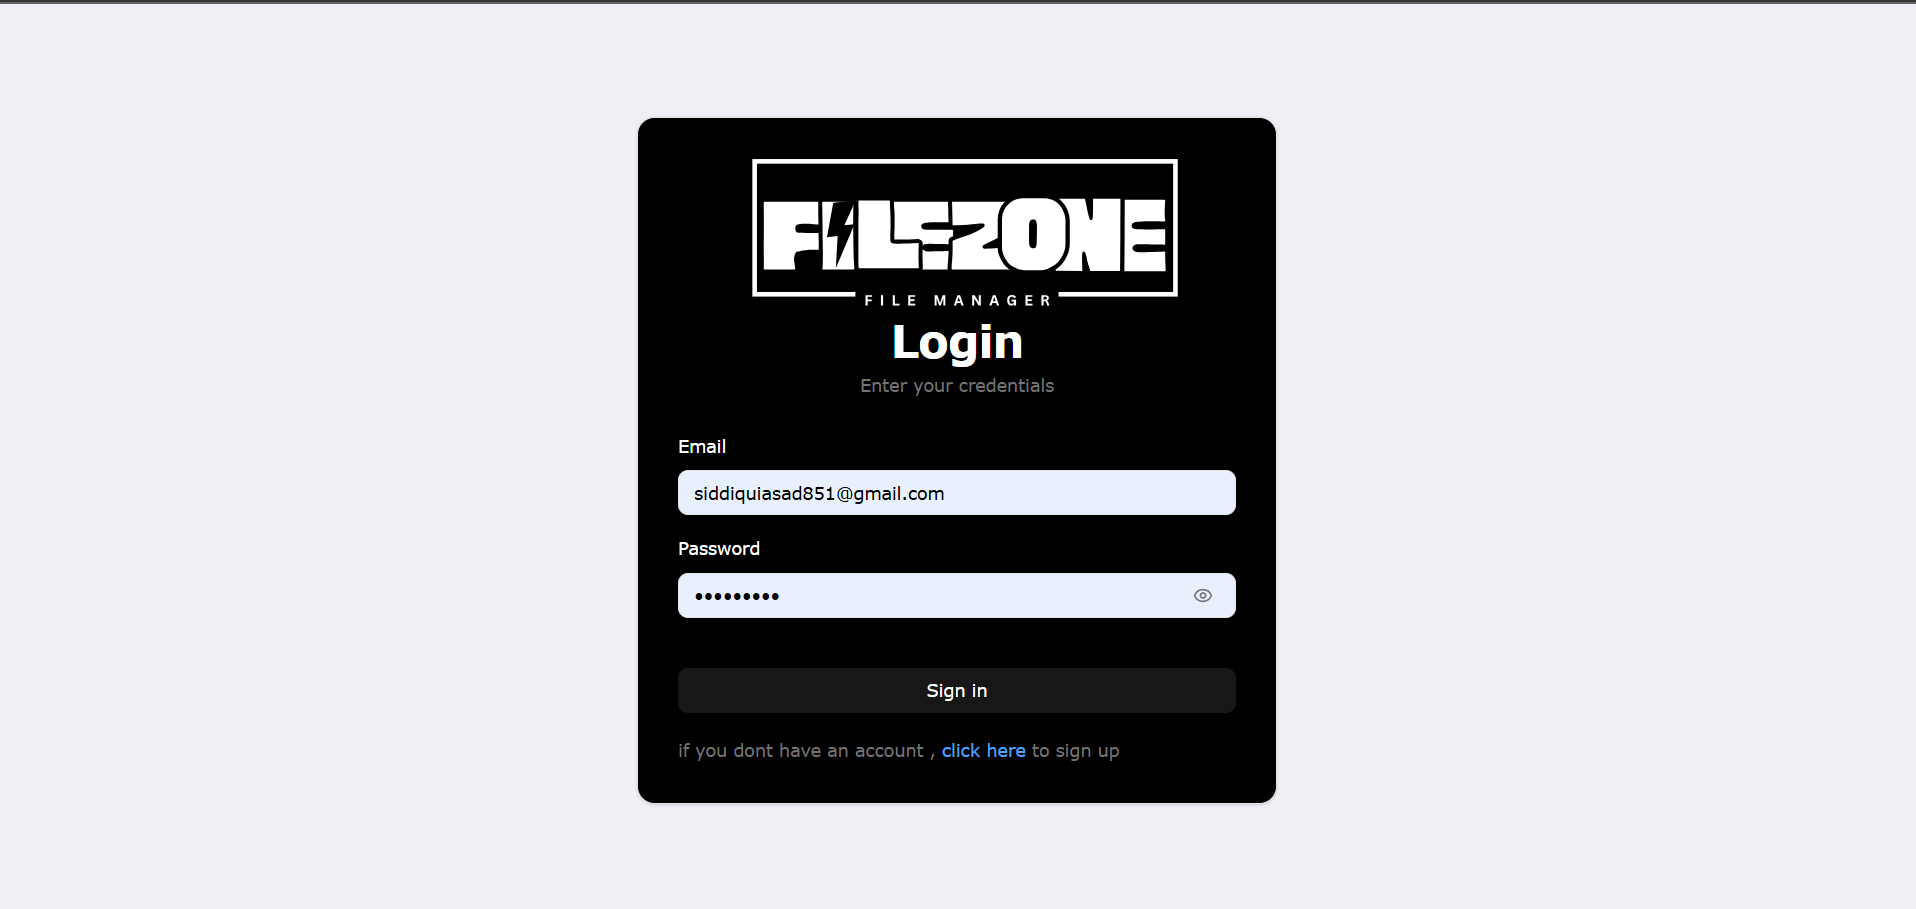 FILEZONE
FILE MANAGER
Login
Enter your credentials
Email
siddiquiasad851@gmail.com
Password
•••••••••
Sign in
if you dont have an account , click here to sign up